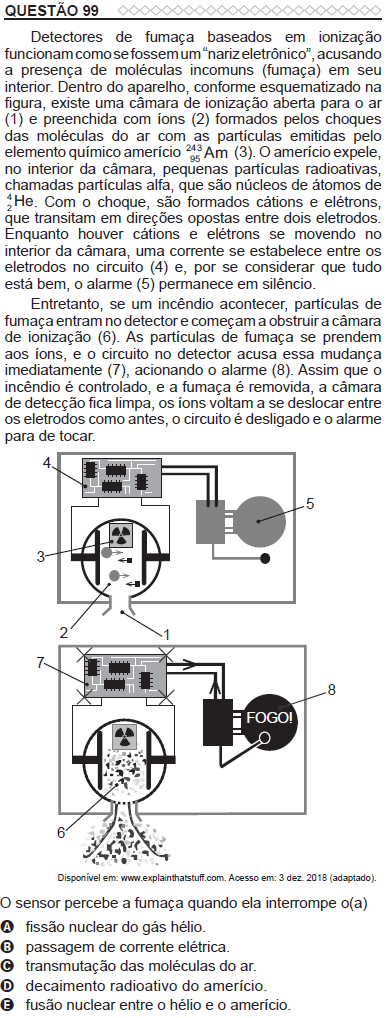 QUESTÃO 99
Detectores de fumaça baseados em ionização
funcionam como se fossem um “nariz eletrônico”, acusando
a presença de moléculas incomuns (fumaça) em seu
interior. Dentro do aparelho, conforme esquematizado na
figura, existe uma câmara de ionização aberta para o ar
(1) e preenchida com íons (2) formados pelos choques
das moléculas do ar com as partículas emitidas pelo
elemento químico amerício ²⁴³₉₅Am (3). O amerício expele,
no interior da câmara, pequenas partículas radioativas,
chamadas partículas alfa, que são núcleos de átomos de
⁴₂He. Com o choque, são formados cátions e elétrons,
que transitam em direções opostas entre dois eletrodos.
Enquanto houver cátions e elétrons se movendo no
interior da câmara, uma corrente se estabelece entre os
eletrodos no circuito (4) e, por se considerar que tudo
está bem, o alarme (5) permanece em silêncio.
Entretanto, se um incêndio acontecer, partículas de
fumaça entram no detector e começam a obstruir a câmara
de ionização (6). As partículas de fumaça se prendem
aos íons, e o circuito no detector acusa essa mudança
imediatamente (7), acionando o alarme (8). Assim que o
incêndio é controlado, e a fumaça é removida, a câmara
de detecção fica limpa, os íons voltam a se deslocar entre
os eletrodos como antes, o circuito é desligado e o alarme
para de tocar.
4
5
3
2
1
7
8
FOGO!
6
Disponível em: www.explainthatstuff.com. Acesso em: 3 dez. 2018 (adaptado).
O sensor percebe a fumaça quando ela interrompe o(a)
A fissão nuclear do gás hélio.
B passagem de corrente elétrica.
C transmutação das moléculas do ar.
D decaimento radioativo do amerício.
E fusão nuclear entre o hélio e o amerício.